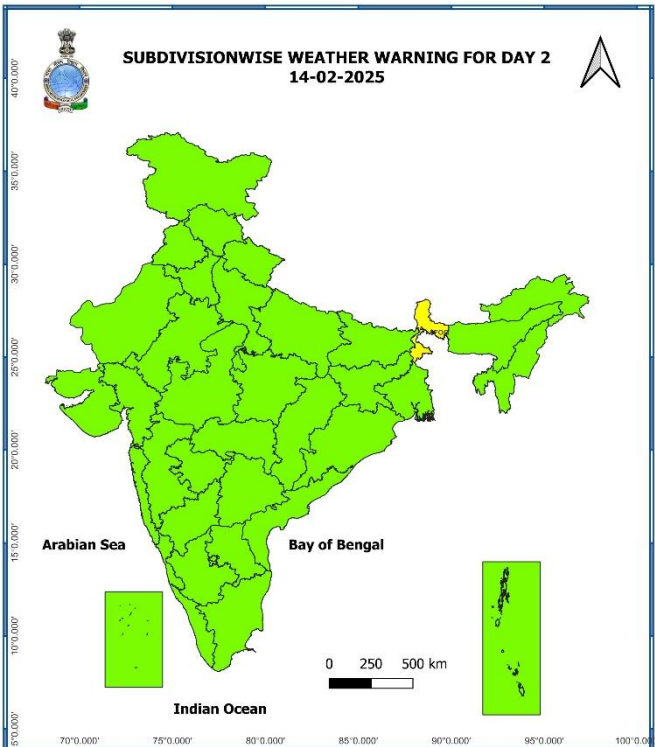 SUBDIVISIONWISE WEATHER WARNING FOR DAY 2
14-02-2025
40°0.000'
35°0.000'
30°0.000'
25°0.000'
20°0.000'
15°0.000'
10°0.000'
5°0.000'
Arabian Sea
Bay of Bengal
0 250 500 km
Indian Ocean
70°0.000' 75°0.000' 80°0.000' 85°0.000' 90°0.000' 95°0.000' 100°0.000'